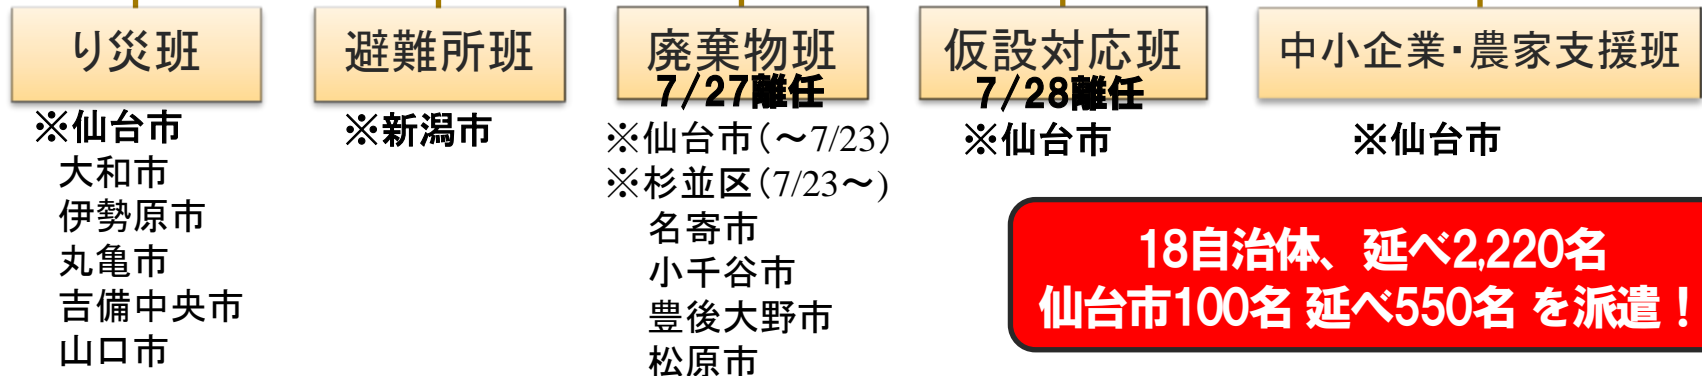 り災班
※仙台市
大和市
伊勢原市
丸亀市
吉備中央市
山口市
避難所班
※新潟市
廃棄物班
7/27離任
※仙台市(～7/23)
※杉並区(7/23～)
名寄市
小千谷市
豊後大野市
松原市
仮設対応班
7/28離任
※仙台市
中小企業・農家支援班
※仙台市
18自治体、延べ2,220名
仙台市100名 延べ550名 を派遣！